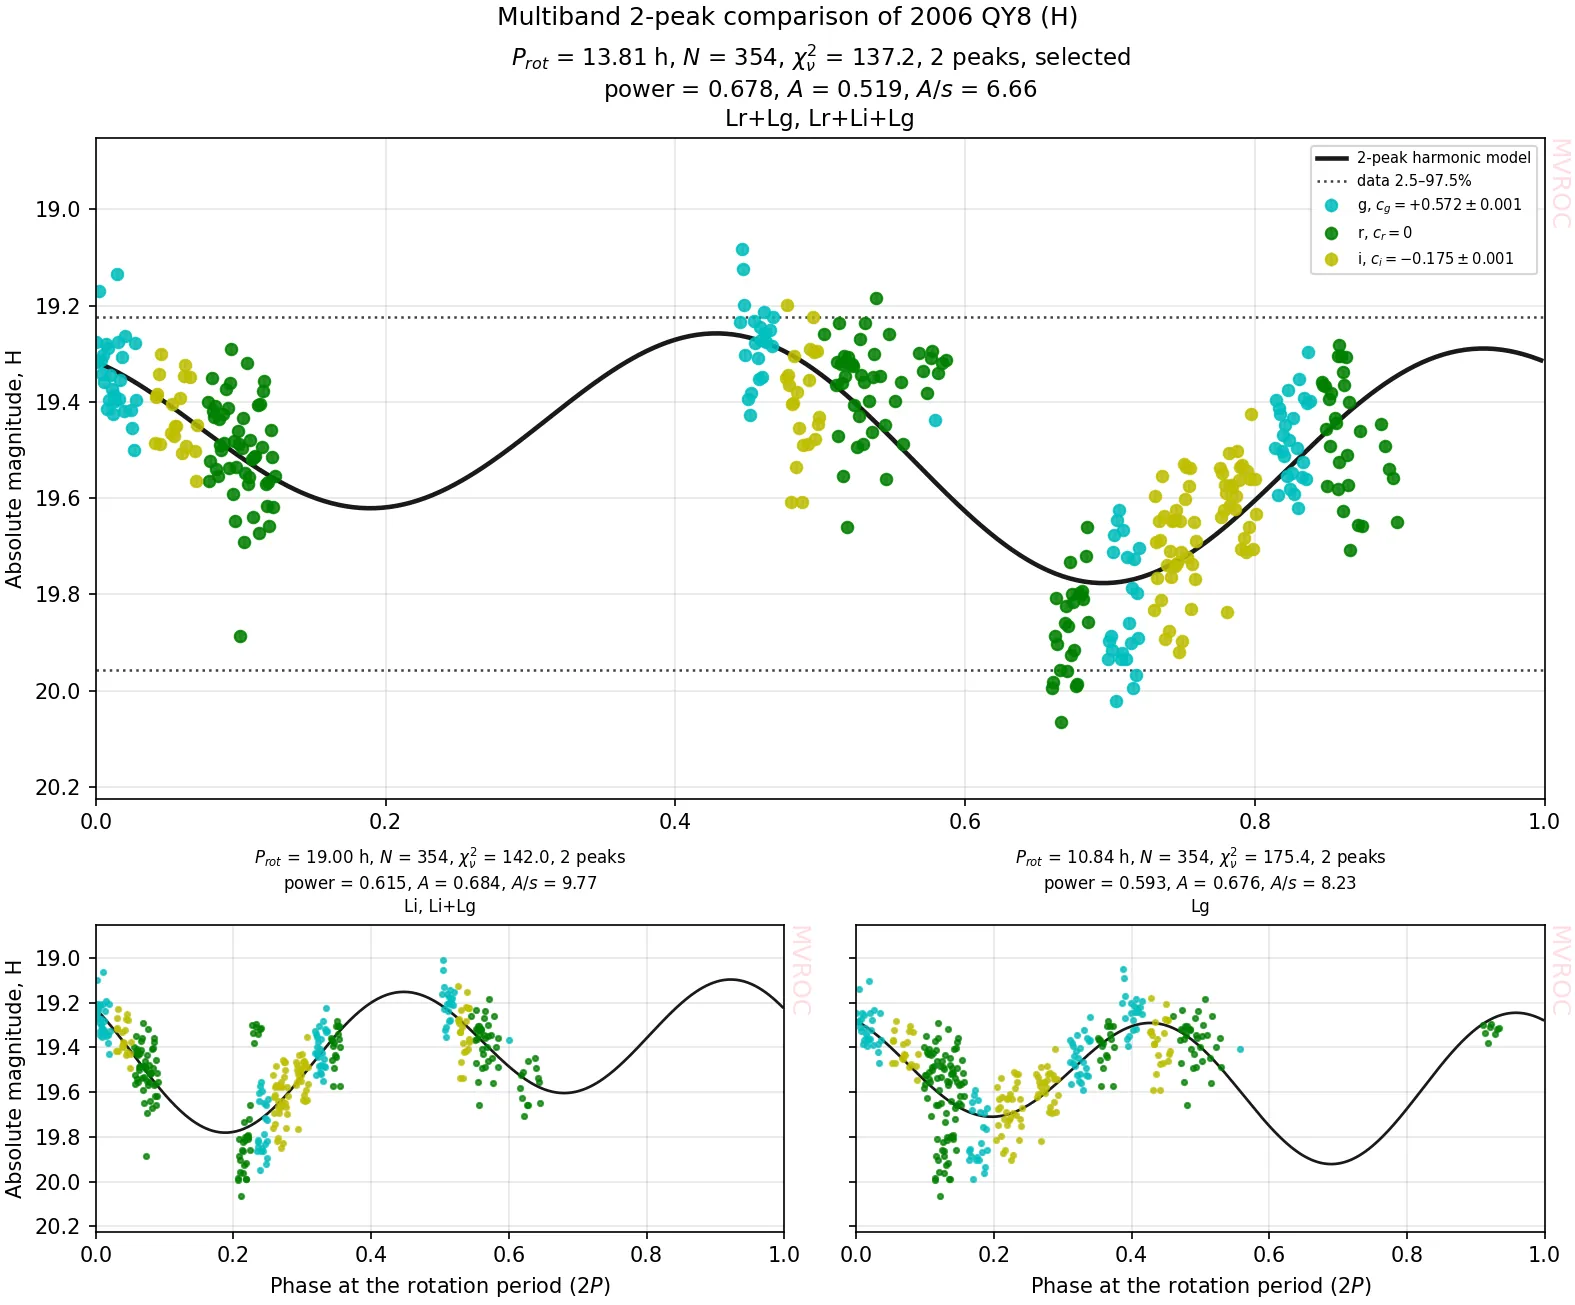 Multiband 2-peak comparison of 2006 QY8 (H)
P_rot = 13.81 h, N = 354, χ²_ν = 137.2, 2 peaks, selected
power = 0.678, A = 0.519, A/s = 6.66
Lr+Lg, Lr+Li+Lg
2-peak harmonic model
data 2.5–97.5%
g, c_g = +0.572 ± 0.001
r, c_r = 0
i, c_i = −0.175 ± 0.001
MVROC
Absolute magnitude, H
19.0
19.2
19.4
19.6
19.8
20.0
20.2
0.0 0.2 0.4 0.6 0.8 1.0
P_rot = 19.00 h, N = 354, χ²_ν = 142.0, 2 peaks
power = 0.615, A = 0.684, A/s = 9.77
Li, Li+Lg
MVROC
Absolute magnitude, H
19.0
19.2
19.4
19.6
19.8
20.0
20.2
0.0 0.2 0.4 0.6 0.8 1.0
Phase at the rotation period (2P)
P_rot = 10.84 h, N = 354, χ²_ν = 175.4, 2 peaks
power = 0.593, A = 0.676, A/s = 8.23
Lg
MVROC
0.0 0.2 0.4 0.6 0.8 1.0
Phase at the rotation period (2P)